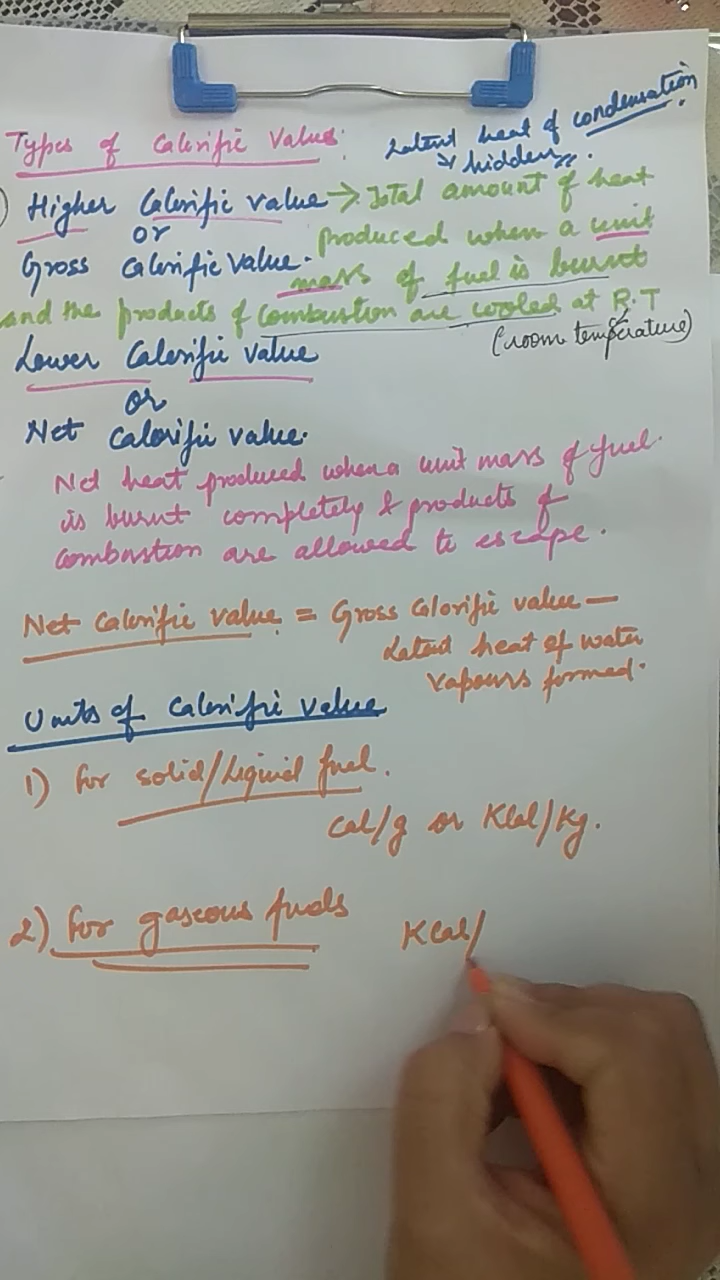 Types of Calorific Value:
Latent heat of condensation.
hidden
Higher Calorific value → Total amount of heat
or
produced when a unit
Gross Calorific Value.
mass of fuel is burnt
and the products of combustion are cooled at R.T
(room temperature)
Lower Calorific value
or
Net Calorific value.
Net heat produced when a unit mass of fuel.
is burnt completely & products of
combustion are allowed to escape.
Net Calorific value = Gross Calorific value —
Latent heat of water
vapours formed.
Units of Calorific value
1) for solid/Liquid fuel.
Cal/g or KCal/Kg.
2) for gaseous fuels
KCal/